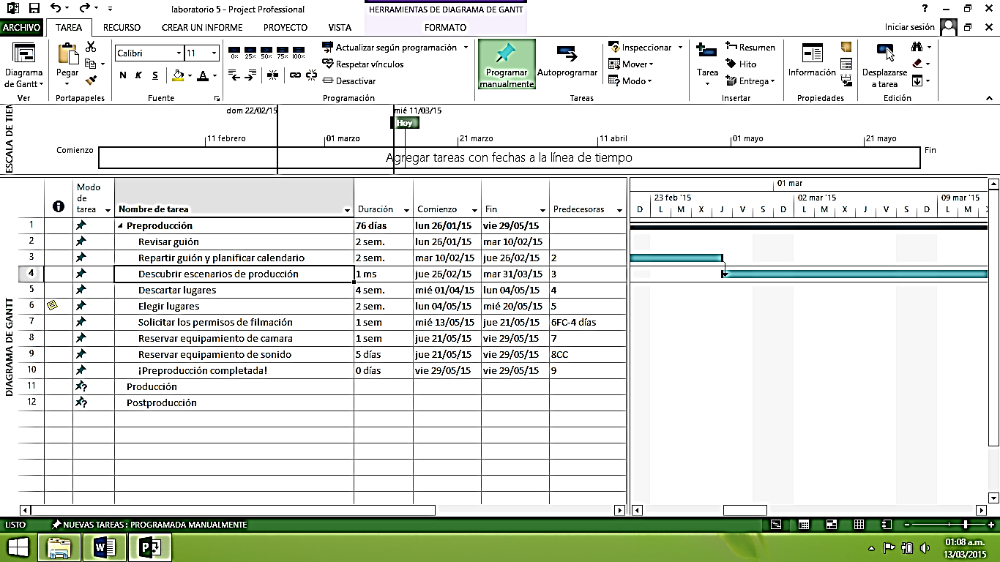 laboratorio 5 - Project Professional
HERRAMIENTAS DE DIAGRAMA DE GANTT
ARCHIVO TAREA RECURSO CREAR UN INFORME PROYECTO VISTA FORMATO Iniciar sesión
Diagrama de Gantt
Ver
Pegar
Portapapeles
Calibri 11
N K S A
Fuente
0% 25% 50% 75% 100%
Actualizar según programación
Respetar vínculos
Desactivar
Programación
Programar manualmente
Autoprogramar
Inspeccionar
Mover
Modo
Tareas
Tarea
Resumen
Hito
Entrega
Insertar
Información
Propiedades
Desplazarse a tarea
Edición
ESCALA DE TIEM
dom 22/02/15 mié 11/03/15
Hoy
11 febrero 01 marzo 21 marzo 11 abril 01 mayo 21 mayo
Comienzo Agregar tareas con fechas a la línea de tiempo Fin
DIAGRAMA DE GANTT
Modo de tarea Nombre de tarea Duración Comienzo Fin Predecesoras
01 mar
23 feb '15 02 mar '15 09 mar '15
D L M X J V S D L M X J V S D L M
1 Preproducción 76 días lun 26/01/15 vie 29/05/15
2 Revisar guión 2 sem. lun 26/01/15 mar 10/02/15
3 Repartir guión y planificar calendario 2 sem. mar 10/02/15 jue 26/02/15 2
4 Descubrir escenarios de producción 1 ms jue 26/02/15 mar 31/03/15 3
5 Descartar lugares 4 sem. mié 01/04/15 lun 04/05/15 4
6 Elegir lugares 2 sem. lun 04/05/15 mié 20/05/15 5
7 Solicitar los permisos de filmación 1 sem mié 13/05/15 jue 21/05/15 6FC-4 días
8 Reservar equipamiento de camara 1 sem jue 21/05/15 vie 29/05/15 7
9 Reservar equipamiento de sonido 5 días jue 21/05/15 vie 29/05/15 8CC
10 ¡Preproducción completada! 0 días vie 29/05/15 vie 29/05/15 9
11 Producción
12 Postproducción
LISTO NUEVAS TAREAS : PROGRAMADA MANUALMENTE
01:08 a.m.
13/03/2015